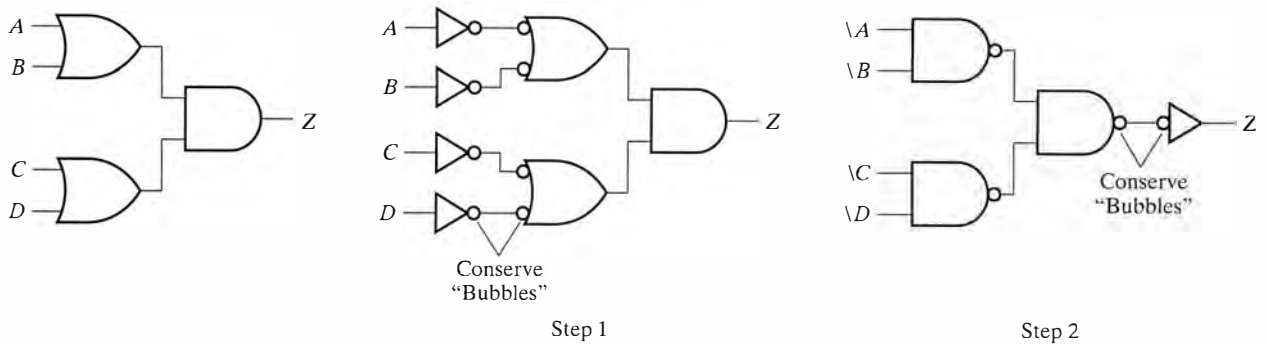 A
B
Z
C
D
A
B
C
D
Z
Conserve
“Bubbles”
Step 1
\A
\B
\C
\D
Z
Conserve
“Bubbles”
Step 2